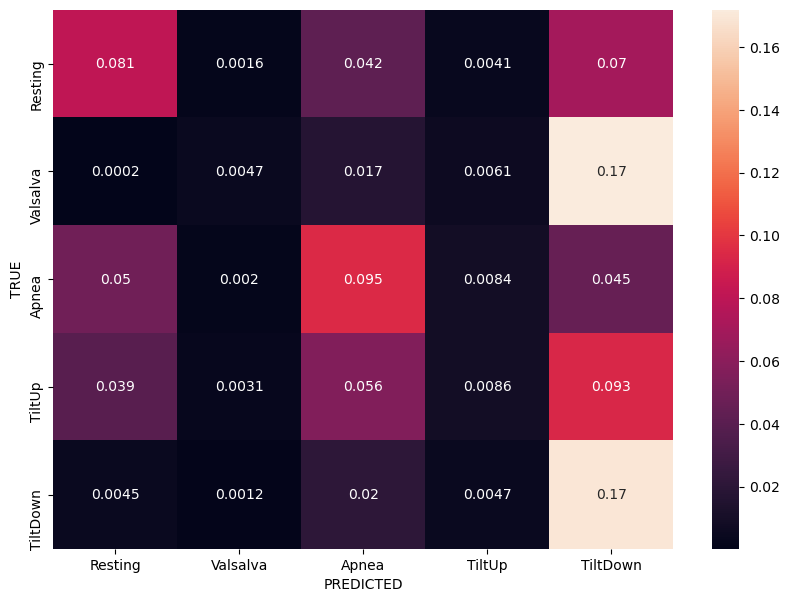 Resting 0.081 0.0016 0.042 0.0041 0.07
Valsalva 0.0002 0.0047 0.017 0.0061 0.17
Apnea 0.05 0.002 0.095 0.0084 0.045
TiltUp 0.039 0.0031 0.056 0.0086 0.093
TiltDown 0.0045 0.0012 0.02 0.0047 0.17
TRUE
Resting Valsalva Apnea TiltUp TiltDown
PREDICTED
0.16
0.14
0.12
0.10
0.08
0.06
0.04
0.02